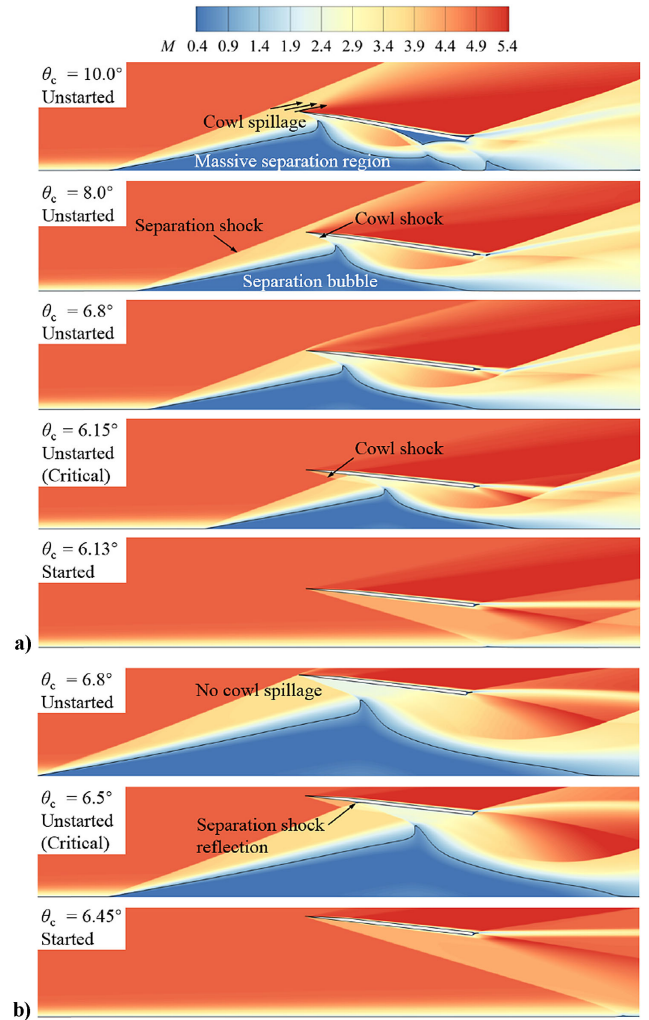 M 0.4 0.9 1.4 1.9 2.4 2.9 3.4 3.9 4.9 5.4
θc = 10.0°
Unstarted
Cowl spillage
Massive separation region
θc = 8.0°
Unstarted
Separation shock
Cowl shock
Separation bubble
θc = 6.8°
Unstarted
θc = 6.15°
Unstarted
(Critical)
Cowl shock
θc = 6.13°
Started
a)
θc = 6.8°
Unstarted
No cowl spillage
θc = 6.5°
Unstarted
(Critical)
Separation shock
reflection
θc = 6.45°
Started
b)